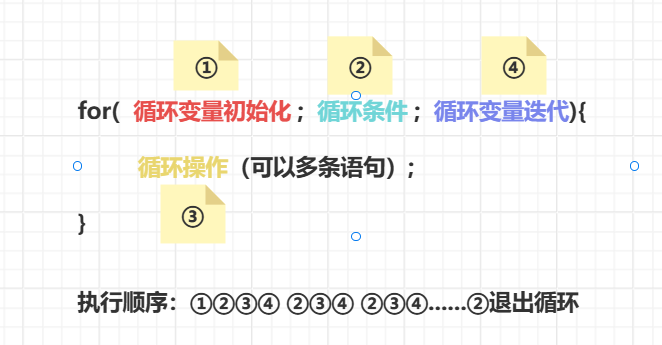 ① ② ④
for( 循环变量初始化 ; 循环条件 ; 循环变量迭代){
循环操作（可以多条语句）;
}
③
执行顺序：①②③④ ②③④ ②③④......②退出循环